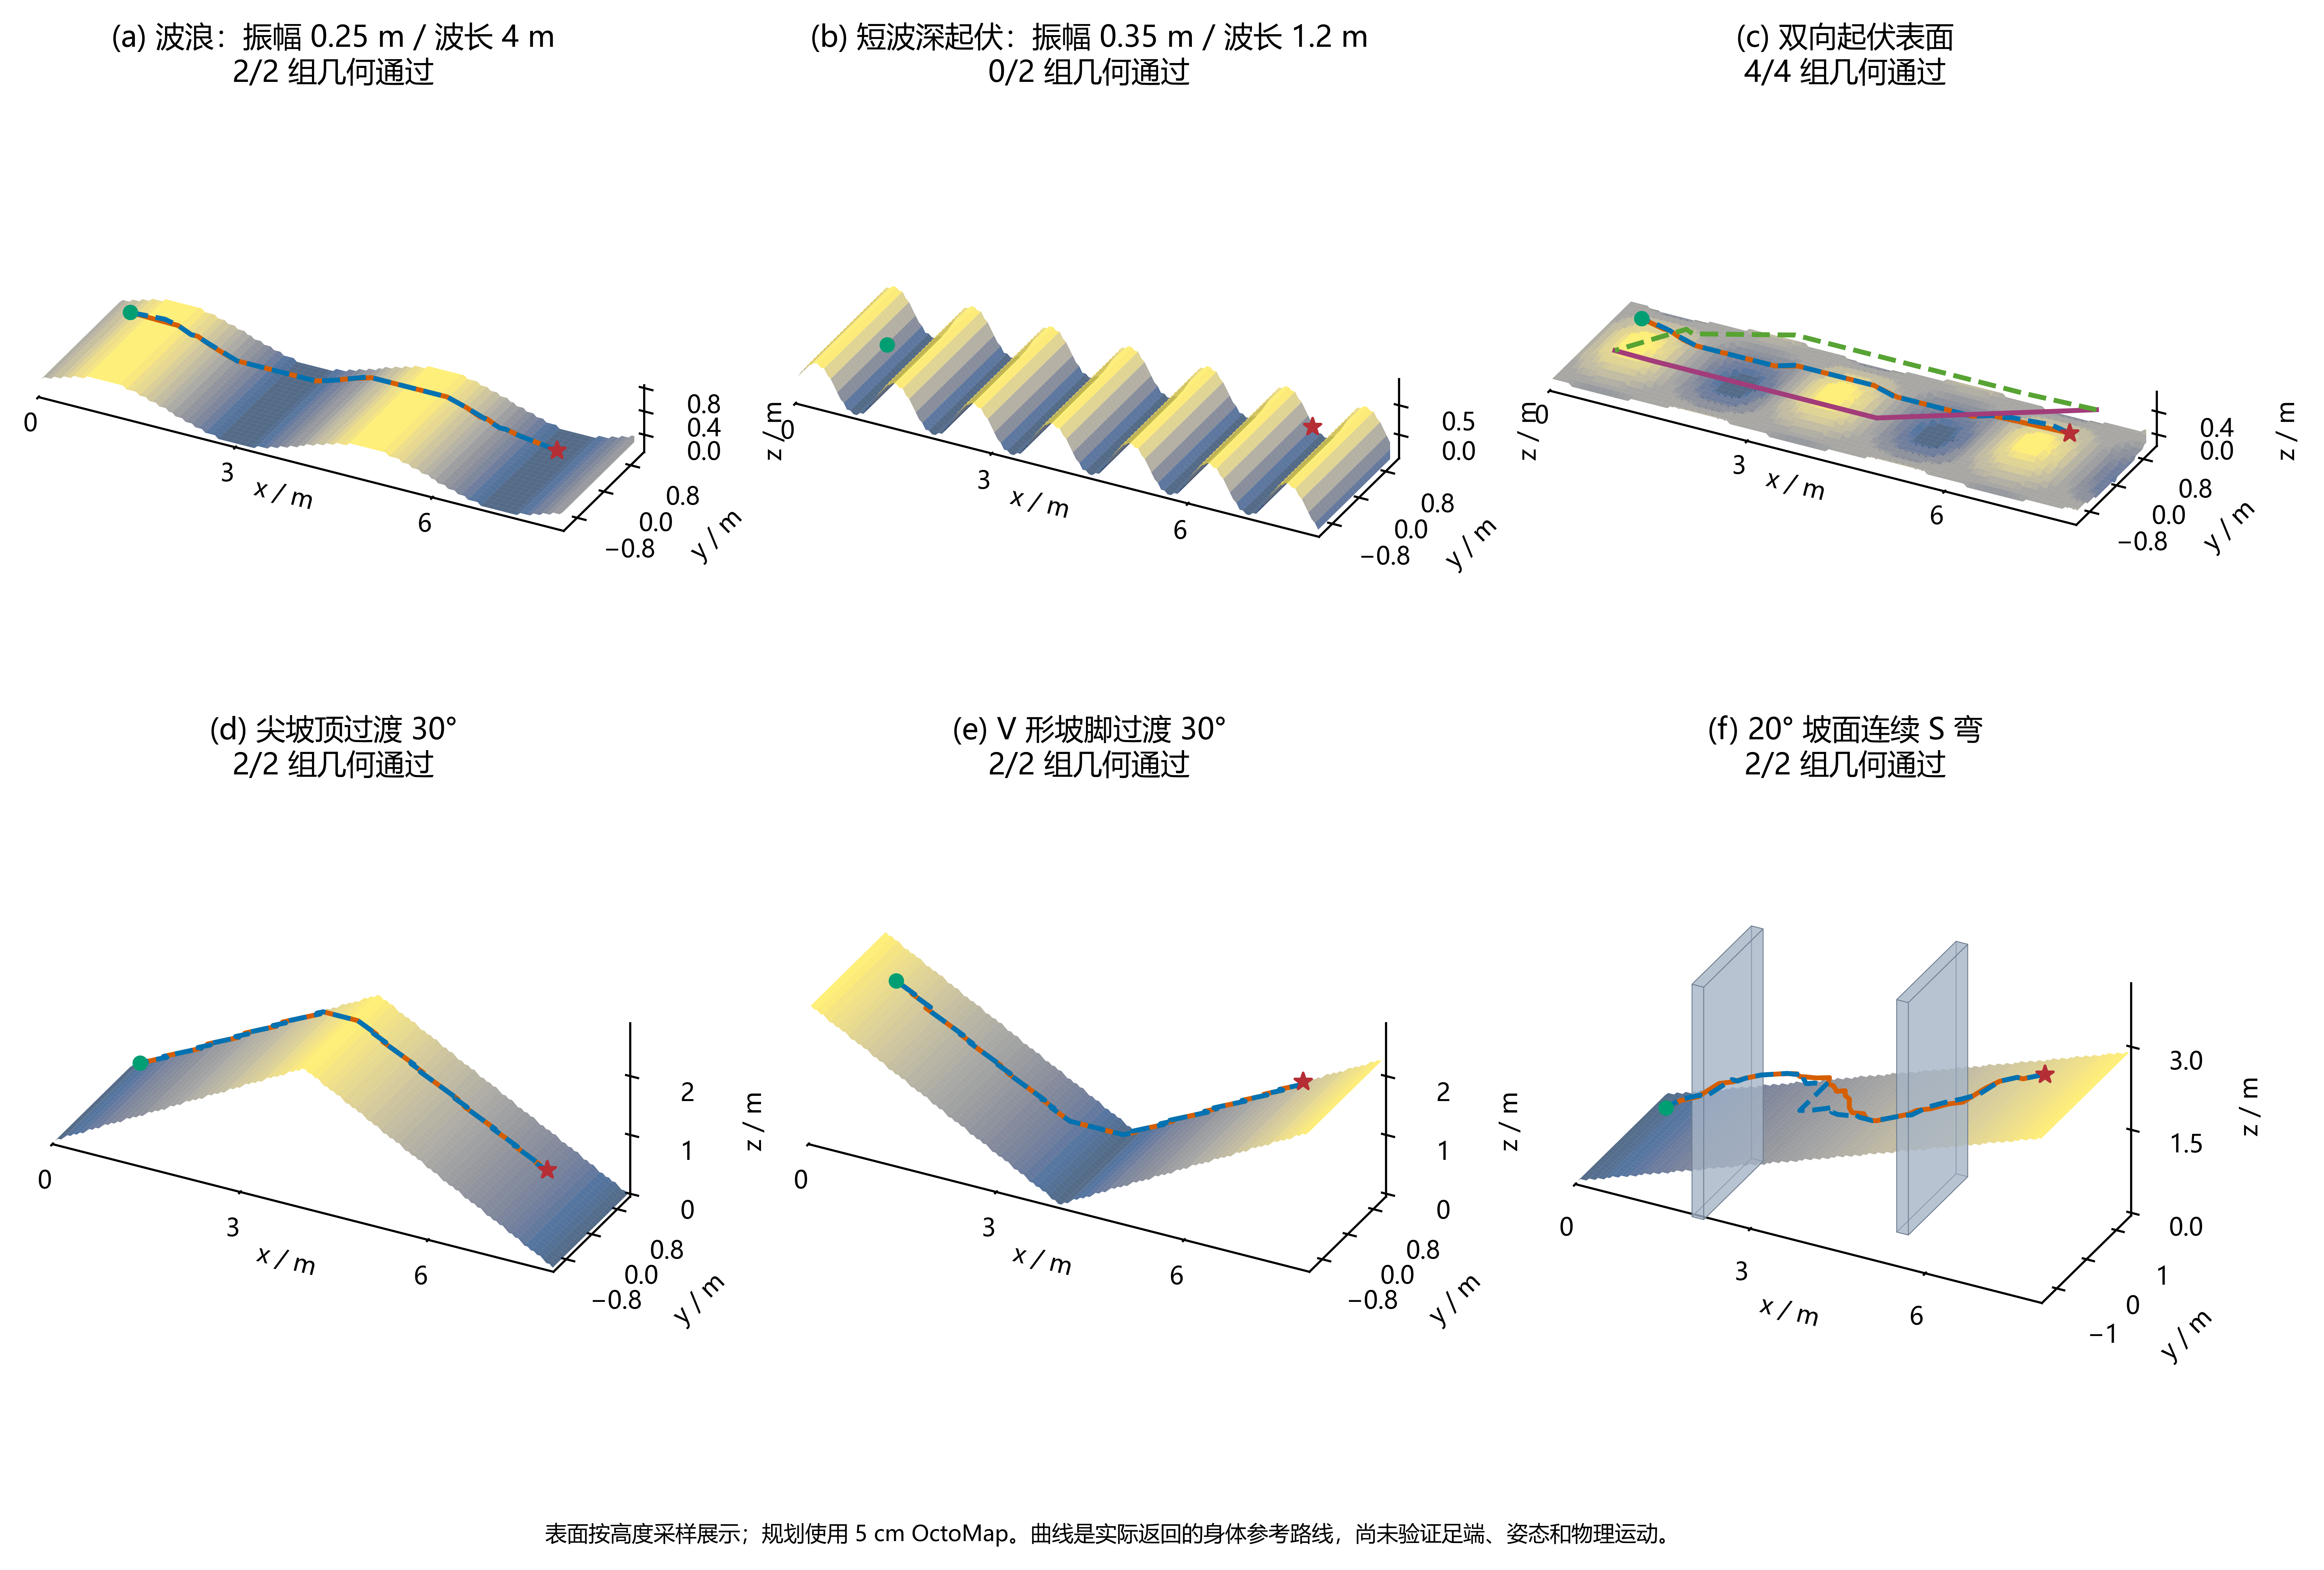 (a) 波浪：振幅 0.25 m / 波长 4 m
2/2 组几何通过
(b) 短波深起伏：振幅 0.35 m / 波长 1.2 m
0/2 组几何通过
(c) 双向起伏表面
4/4 组几何通过
0
3
6
x / m
−0.8
0.0
0.8
y / m
0.0
0.4
0.8
z / m
0
3
6
x / m
−0.8
0.0
0.8
y / m
0.0
0.5
z / m
0
3
6
x / m
−0.8
0.0
0.8
y / m
0.0
0.4
z / m
(d) 尖坡顶过渡 30°
2/2 组几何通过
(e) V 形坡脚过渡 30°
2/2 组几何通过
(f) 20° 坡面连续 S 弯
2/2 组几何通过
0
3
6
x / m
−0.8
0.0
0.8
y / m
0
1
2
z / m
0
3
6
x / m
−0.8
0.0
0.8
y / m
0
1
2
z / m
0
3
6
x / m
−1
0
1
y / m
0.0
1.5
3.0
z / m
表面按高度采样展示；规划使用 5 cm OctoMap。曲线是实际返回的身体参考路线，尚未验证足端、姿态和物理运动。